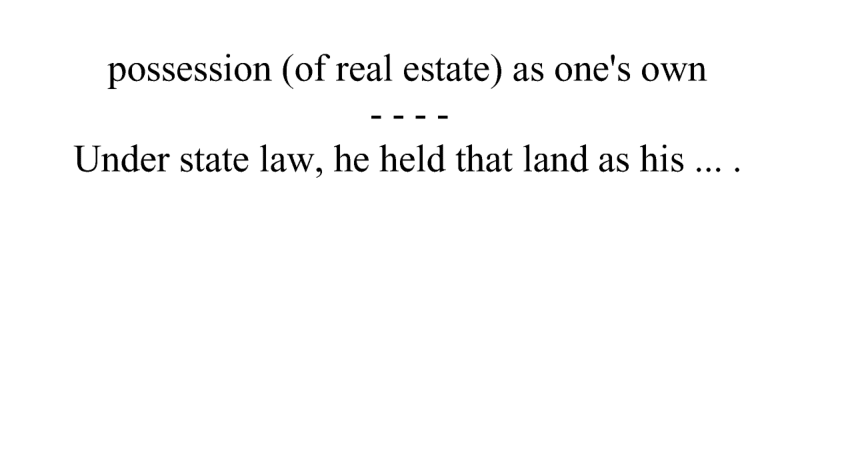 possession (of real estate) as one's own
- - - -
Under state law, he held that land as his ... .